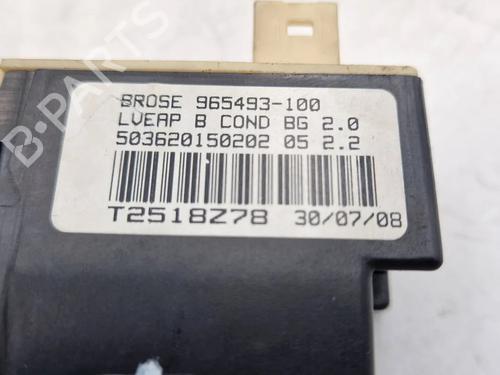 B-PARTS
BROSE 965493-100
LVEAP B COND BG 2.0
503620150202 05 2.2
T2518Z78 30/07/08